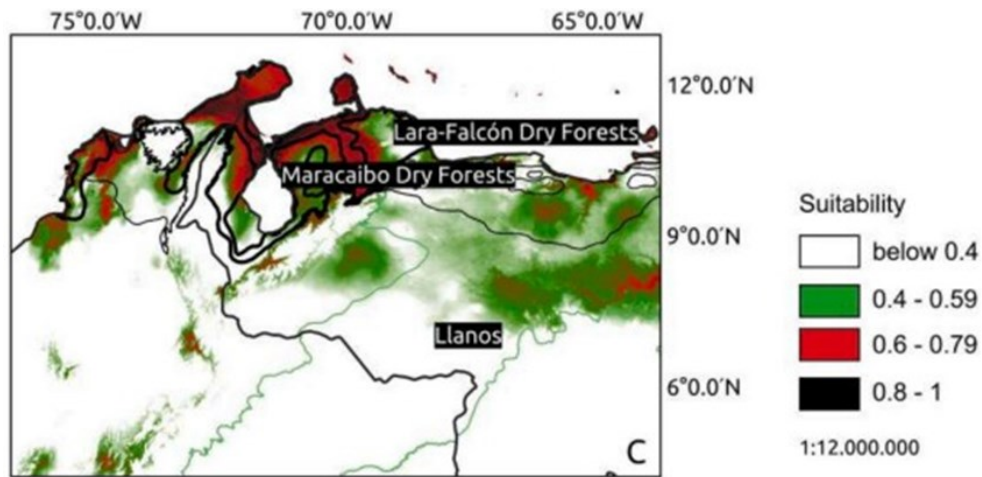 75°0.0′W 70°0.0′W 65°0.0′W
12°0.0′N
Lara-Falcón Dry Forests
Maracaibo Dry Forests
9°0.0′N
Llanos
6°0.0′N
C
Suitability
below 0.4
0.4 - 0.59
0.6 - 0.79
0.8 - 1
1:12.000.000